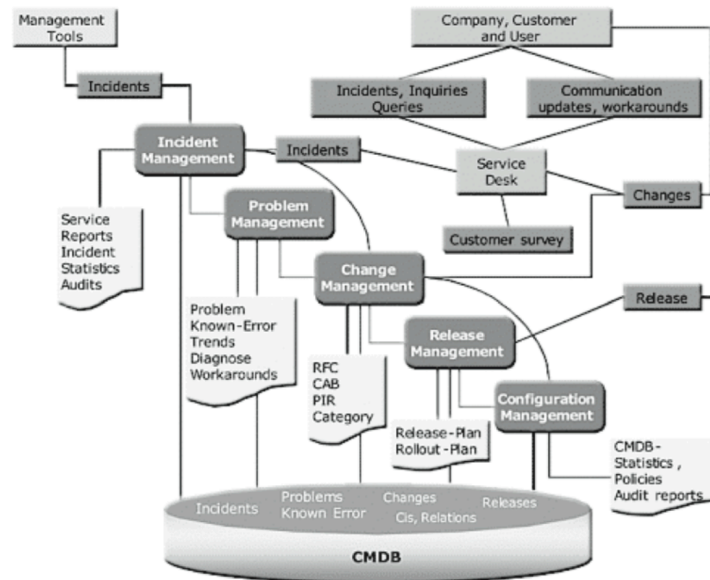 Management
Tools
Company, Customer
and User
Incidents
Incidents, Inquiries
Queries
Communication
updates, workarounds
Incident
Management
Incidents
Service
Desk
Changes
Problem
Management
Customer survey
Service
Reports
Incident
Statistics
Audits
Change
Management
Release
Problem
Known-Error
Trends
Diagnose
Workarounds
Release
Management
RFC
CAB
PIR
Category
Configuration
Management
Release-Plan
Rollout-Plan
CMDB-
Statistics,
Policies
Audit reports
Incidents
Problems
Known Error
Changes
Cis, Relations
Releases
CMDB